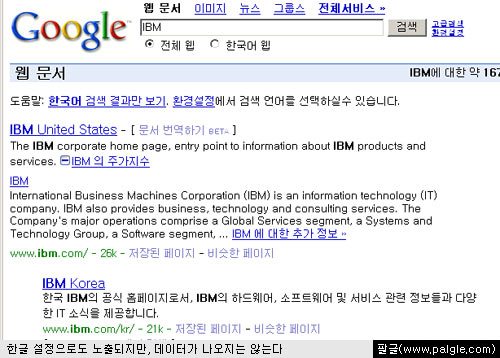 Google™
웹 문서 이미지 뉴스 그룹스 전체서비스 »
IBM 검색 고급검색
환경설정
전체 웹 한국어 웹
웹 문서 IBM에 대한 약 167
도움말: 한국어 검색 결과만 보기. 환경설정에서 검색 언어를 선택하실수 있습니다.
IBM United States - [ 문서 번역하기 BETA ]
The IBM corporate home page, entry point to information about IBM products and
services. IBM 의 주가지수
IBM
International Business Machines Corporation (IBM) is an information technology (IT)
company. IBM also provides business, technology and consulting services. The
Company's major operations comprise a Global Services segment, a Systems and
Technology Group, a Software segment, ... IBM 에 대한 추가 정보 »
www.ibm.com/ - 26k - 저장된 페이지 - 비슷한 페이지
IBM Korea
한국 IBM의 공식 홈페이지로서, IBM의 하드웨어, 소프트웨어 및 서비스 관련 정보들과 다양
한 IT 소식을 제공합니다.
www.ibm.com/kr/ - 21k - 저장된 페이지 - 비슷한 페이지
한글 설정으로도 노출되지만, 데이터가 나오지는 않는다 팔글(www.palgle.com)